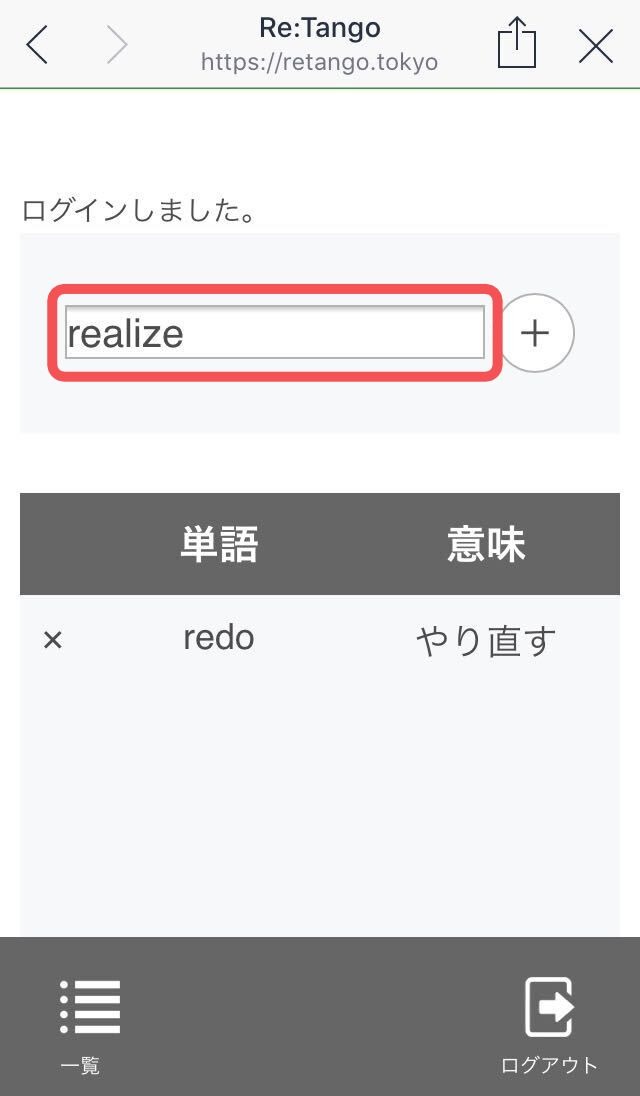 Re:Tango
https://retango.tokyo
ログインしました。
realize
単語 意味
× redo やり直す
一覧 ログアウト